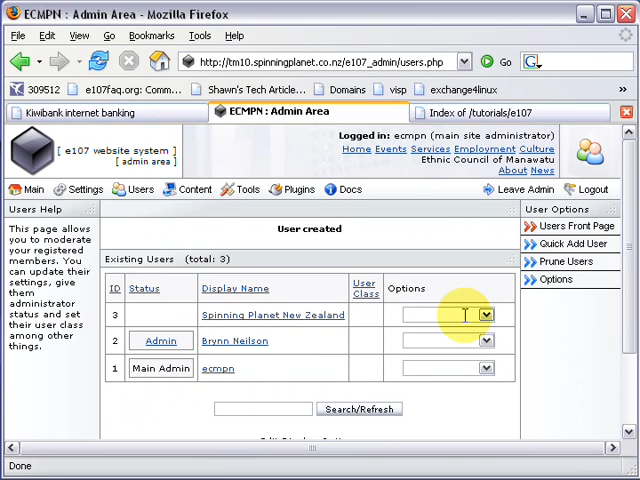 ECMPN : Admin Area - Mozilla Firefox
File Edit View Go Bookmarks Tools Help
http://tm10.spinningplanet.co.nz/e107_admin/users.php Go
309512 e107faq.org: Comm... Shawn's Tech Article... Domains visp exchange4linux »
Kiwibank internet banking ECMPN : Admin Area Index of /tutorials/e107
[ e107 website system ]
[ admin area ]
Logged in: ecmpn (main site administrator)
Home Events Services Employment Culture
Ethnic Council of Manawatu
About News
Main Settings Users Content Tools Plugins Docs Leave Admin Logout
Users Help
This page allows
you to moderate
your registered
members. You
can update their
settings, give
them
administrator
status and set
their user class
among other
things.
User created
Existing Users (total: 3)
ID Status Display Name User Class Options
3 Spinning Planet New Zealand
2 Admin Brynn Neilson
1 Main Admin ecmpn
Search/Refresh
User Options
Users Front Page
Quick Add User
Prune Users
Options
Done